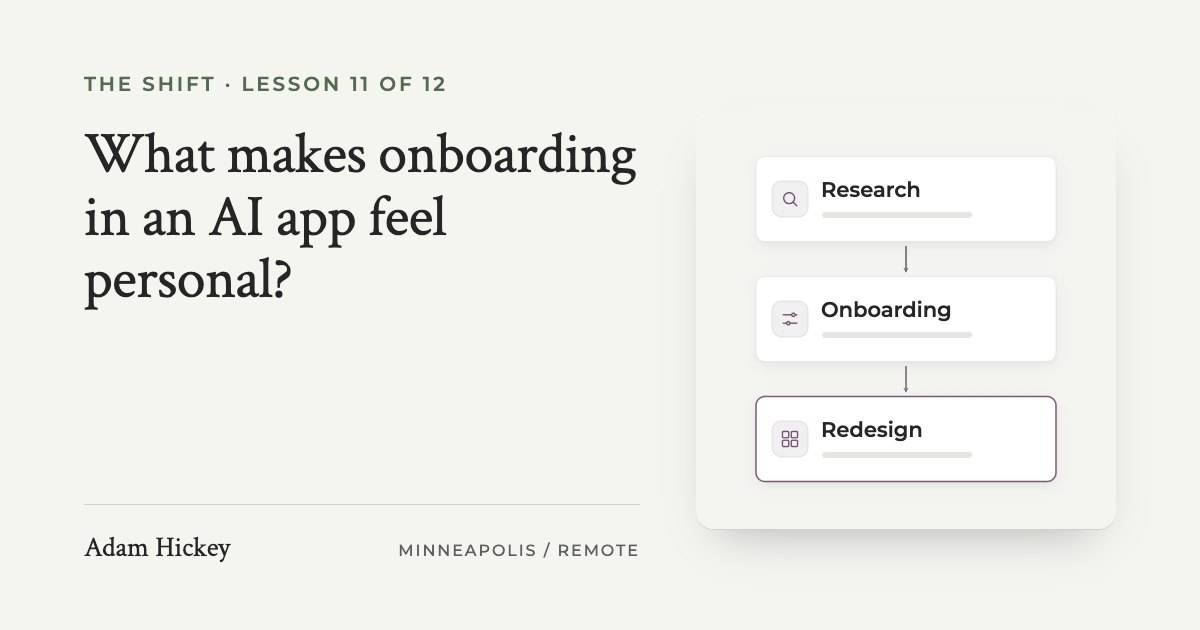 THE SHIFT · LESSON 11 OF 12
What makes onboarding
in an AI app feel
personal?
Adam Hickey
MINNEAPOLIS / REMOTE
Research
Onboarding
Redesign